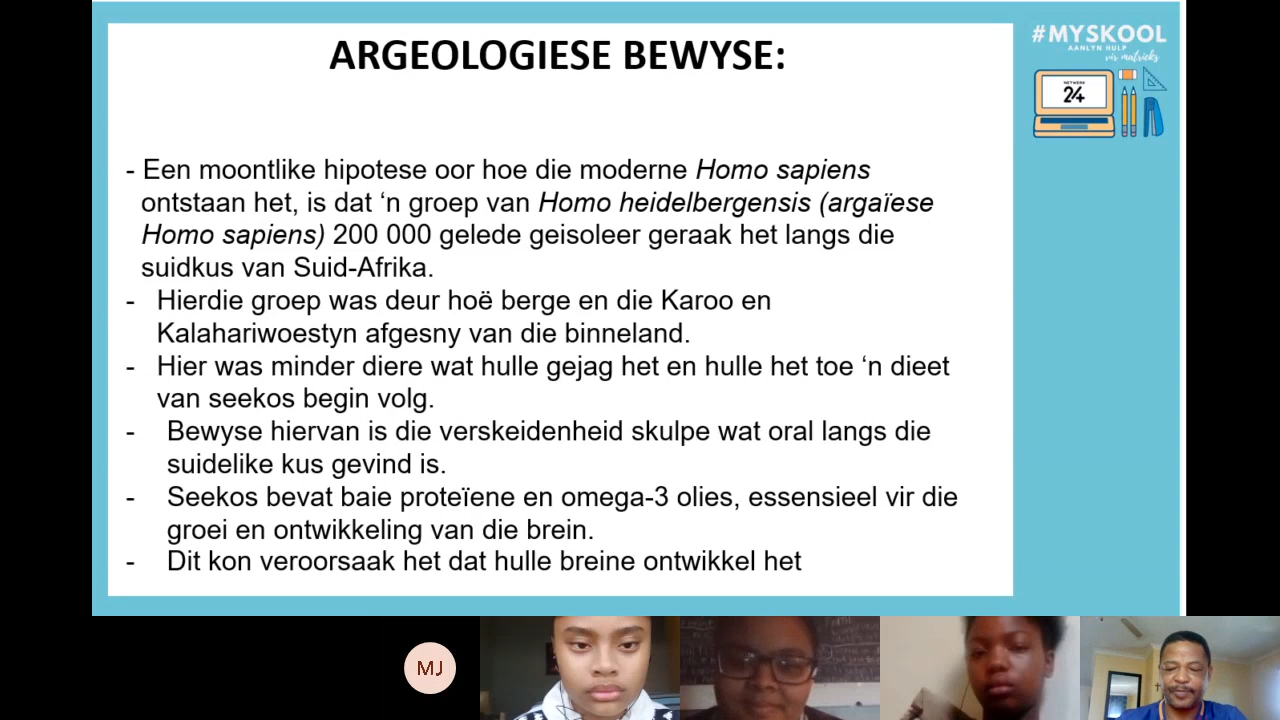 ARGEOLOGIESE BEWYSE:
#MYSKOOL
AANLYN HULP
vir matrieks
NETWERK
24
- Een moontlike hipotese oor hoe die moderne Homo sapiens
ontstaan het, is dat ‘n groep van Homo heidelbergensis (argaïese
Homo sapiens) 200 000 gelede geisoleer geraak het langs die
suidkus van Suid-Afrika.
- Hierdie groep was deur hoë berge en die Karoo en
Kalahariwoestyn afgesny van die binneland.
- Hier was minder diere wat hulle gejag het en hulle het toe ‘n dieet
van seekos begin volg.
- Bewyse hiervan is die verskeidenheid skulpe wat oral langs die
suidelike kus gevind is.
- Seekos bevat baie proteïene en omega-3 olies, essensieel vir die
groei en ontwikkeling van die brein.
- Dit kon veroorsaak het dat hulle breine ontwikkel het
MJ